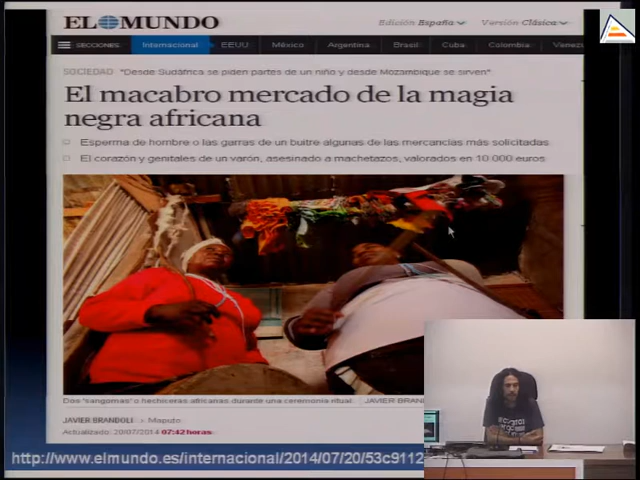 EL MUNDO
Edición España Versión Clásica
SECCIONES Internacional EEUU México Argentina Brasil Cuba Colombia Venezu
SOCIEDAD "Desde Sudáfrica se piden partes de un niño y desde Mozambique se sirven"
El macabro mercado de la magia
negra africana
Esperma de hombre o las garras de un buitre algunas de las mercancías más solicitadas
El corazón y genitales de un varón, asesinado a machetazos, valorados en 10.000 euros
Dos 'sangomas' o hechiceras africanas durante una ceremonia ritual. JAVIER BRAN
JAVIER BRANDOLI > Maputo
Actualizado: 20/07/2014 07:42 horas
http://www.elmundo.es/internacional/2014/07/20/53c9112